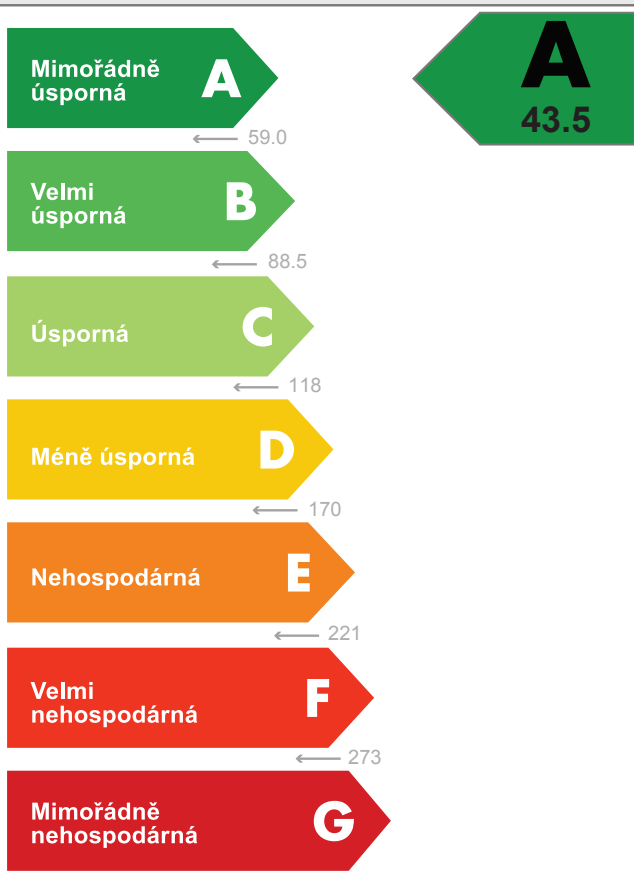 A
43.5
Mimořádně
úsporná
A
59.0
Velmi
úsporná
B
88.5
Úsporná
C
118
Méně úsporná
D
170
Nehospodárná
E
221
Velmi
nehospodárná
F
273
Mimořádně
nehospodárná
G